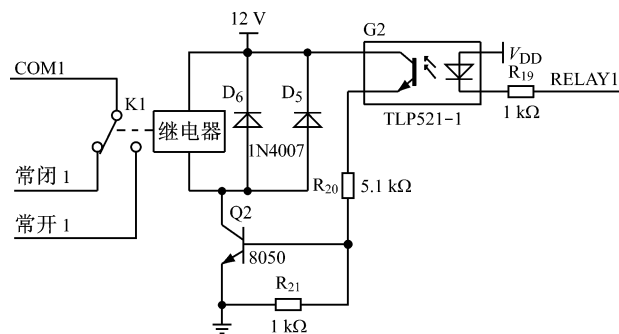 12 V
G2
COM1
V_DD
D₆
D₅
R₁₉
RELAY1
K1
继电器
1N4007
TLP521-1
1 kΩ
常闭 1
R₂₀
5.1 kΩ
常开 1
Q2
8050
R₂₁
1 kΩ